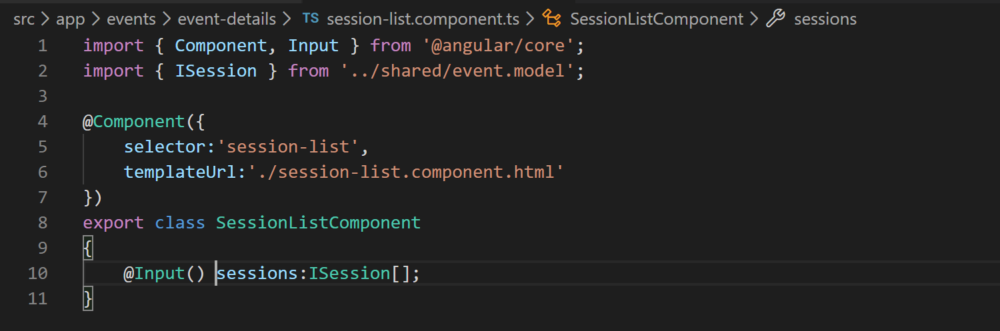 src > app > events > event-details > TS session-list.component.ts > SessionListComponent > sessions
1 import { Component, Input } from '@angular/core';
2 import { ISession } from '../shared/event.model';
3
4 @Component({
5     selector:'session-list',
6     templateUrl:'./session-list.component.html'
7 })
8 export class SessionListComponent
9 {
10     @Input() sessions:ISession[];
11 }